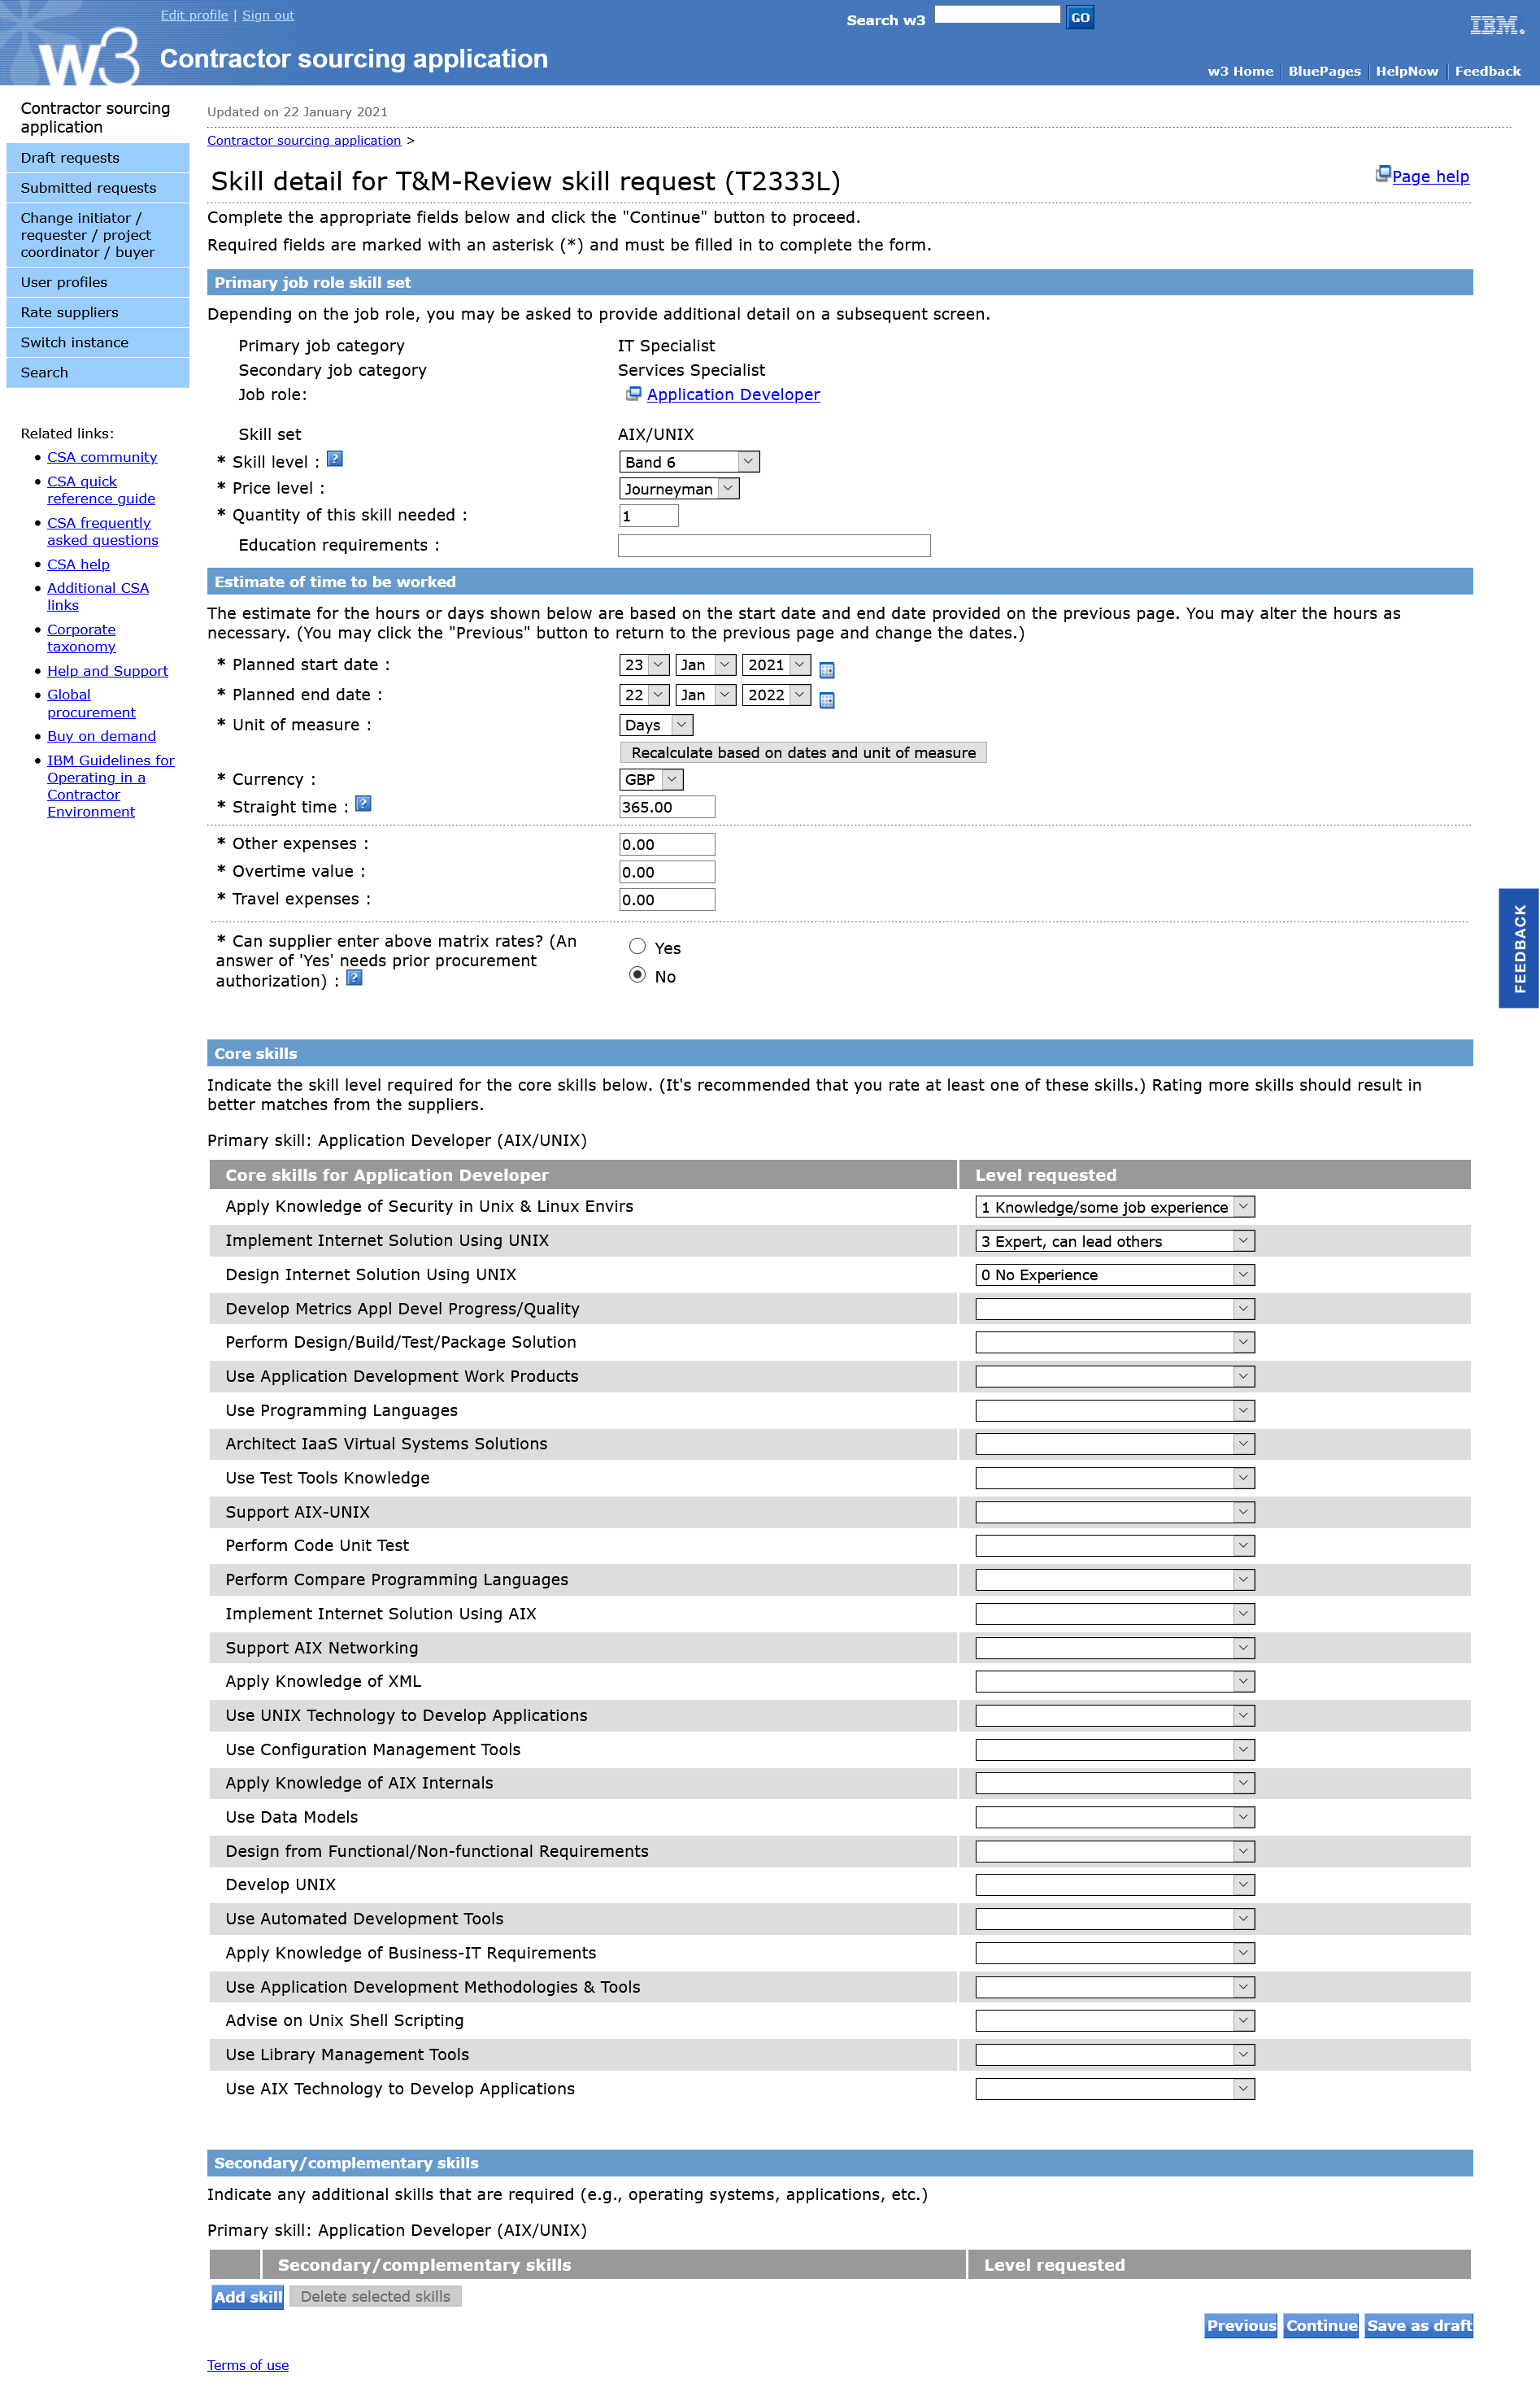 Edit profile | Sign out
Search w3 GO
IBM.
w3
Contractor sourcing application
w3 Home BluePages HelpNow Feedback
Contractor sourcing
application
Draft requests
Submitted requests
Change initiator /
requester / project
coordinator / buyer
User profiles
Rate suppliers
Switch instance
Search
Related links:
CSA community
CSA quick
reference guide
CSA frequently
asked questions
CSA help
Additional CSA
links
Corporate
taxonomy
Help and Support
Global
procurement
Buy on demand
IBM Guidelines for
Operating in a
Contractor
Environment
Updated on 22 January 2021
Contractor sourcing application >
Skill detail for T&M-Review skill request (T2333L)
Page help
Complete the appropriate fields below and click the "Continue" button to proceed.
Required fields are marked with an asterisk (*) and must be filled in to complete the form.
Primary job role skill set
Depending on the job role, you may be asked to provide additional detail on a subsequent screen.
Primary job category IT Specialist
Secondary job category Services Specialist
Job role: Application Developer
Skill set AIX/UNIX
* Skill level : ? Band 6
* Price level : Journeyman
* Quantity of this skill needed : 1
Education requirements :
Estimate of time to be worked
The estimate for the hours or days shown below are based on the start date and end date provided on the previous page. You may alter the hours as
necessary. (You may click the "Previous" button to return to the previous page and change the dates.)
* Planned start date : 23 Jan 2021
* Planned end date : 22 Jan 2022
* Unit of measure : Days
Recalculate based on dates and unit of measure
* Currency : GBP
* Straight time : ? 365.00
* Other expenses : 0.00
* Overtime value : 0.00
* Travel expenses : 0.00
* Can supplier enter above matrix rates? (An
answer of 'Yes' needs prior procurement
authorization) : ?
Yes
No
FEEDBACK
Core skills
Indicate the skill level required for the core skills below. (It's recommended that you rate at least one of these skills.) Rating more skills should result in
better matches from the suppliers.
Primary skill: Application Developer (AIX/UNIX)
Core skills for Application Developer Level requested
Apply Knowledge of Security in Unix & Linux Envirs 1 Knowledge/some job experience
Implement Internet Solution Using UNIX 3 Expert, can lead others
Design Internet Solution Using UNIX 0 No Experience
Develop Metrics Appl Devel Progress/Quality
Perform Design/Build/Test/Package Solution
Use Application Development Work Products
Use Programming Languages
Architect IaaS Virtual Systems Solutions
Use Test Tools Knowledge
Support AIX-UNIX
Perform Code Unit Test
Perform Compare Programming Languages
Implement Internet Solution Using AIX
Support AIX Networking
Apply Knowledge of XML
Use UNIX Technology to Develop Applications
Use Configuration Management Tools
Apply Knowledge of AIX Internals
Use Data Models
Design from Functional/Non-functional Requirements
Develop UNIX
Use Automated Development Tools
Apply Knowledge of Business-IT Requirements
Use Application Development Methodologies & Tools
Advise on Unix Shell Scripting
Use Library Management Tools
Use AIX Technology to Develop Applications
Secondary/complementary skills
Indicate any additional skills that are required (e.g., operating systems, applications, etc.)
Primary skill: Application Developer (AIX/UNIX)
Secondary/complementary skills Level requested
Add skill Delete selected skills
Previous Continue Save as draft
Terms of use